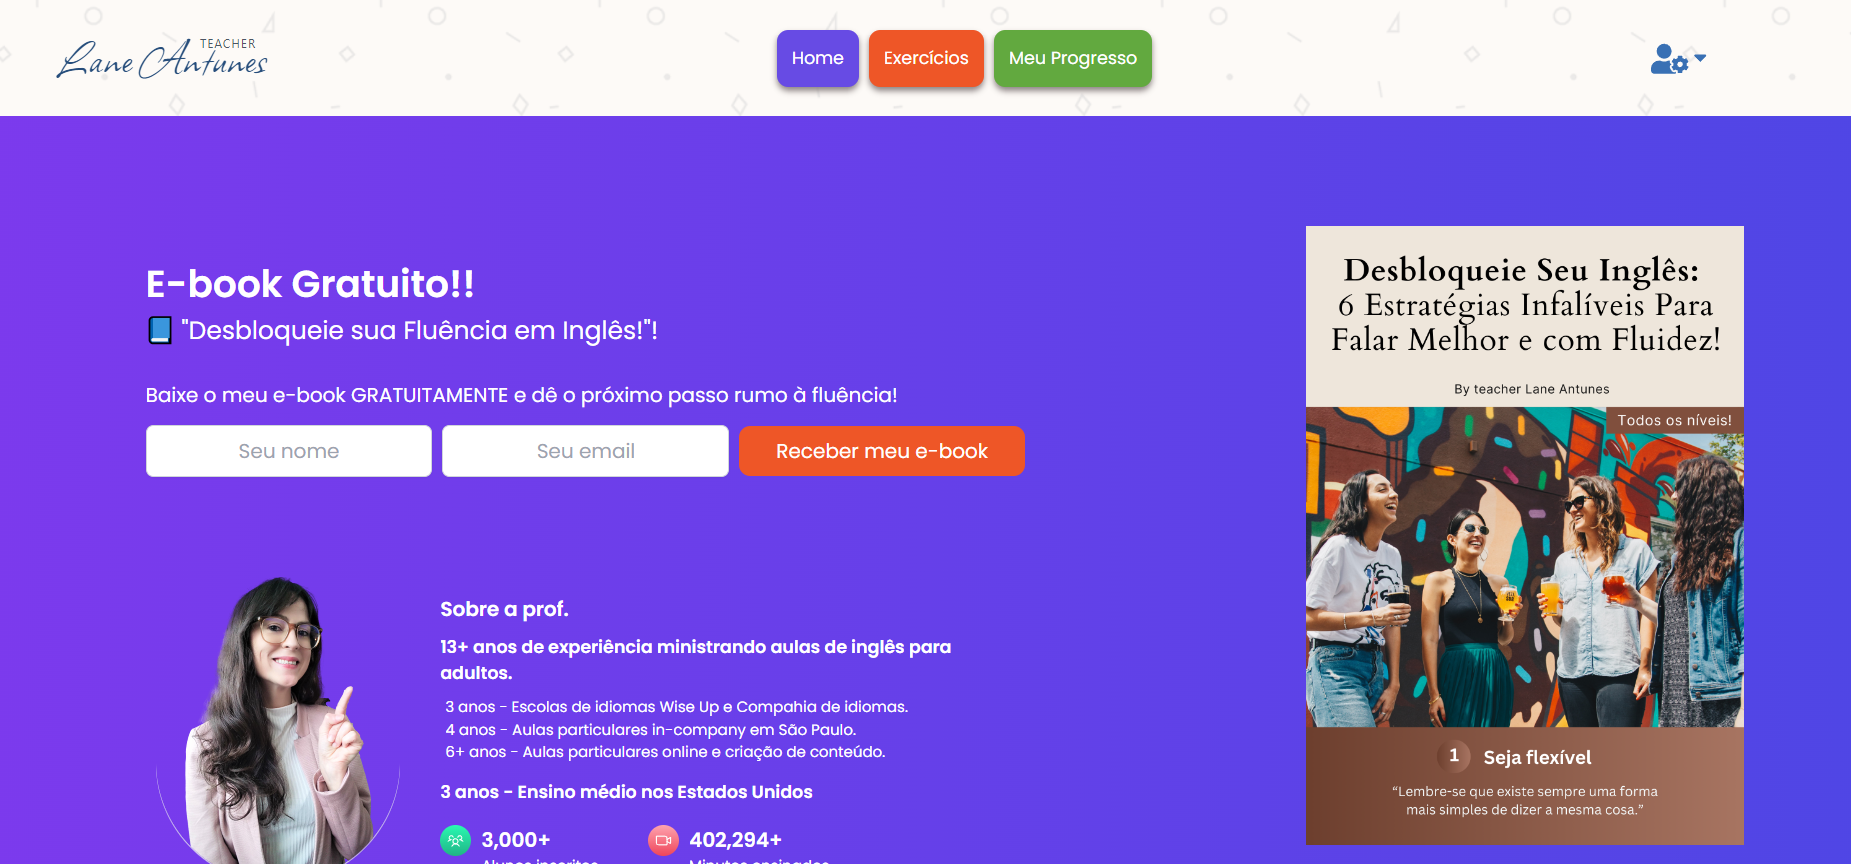 TEACHER
Lane Antunes
Home
Exercícios
Meu Progresso
E-book Gratuito!!
📘 "Desbloqueie sua Fluência em Inglês!"!
Baixe o meu e-book GRATUITAMENTE e dê o próximo passo rumo à fluência!
Seu nome
Seu email
Receber meu e-book
Sobre a prof.
13+ anos de experiência ministrando aulas de inglês para
adultos.
3 anos - Escolas de idiomas Wise Up e Compahia de idiomas.
4 anos - Aulas particulares in-company em São Paulo.
6+ anos - Aulas particulares online e criação de conteúdo.
3 anos - Ensino médio nos Estados Unidos
3,000+
402,294+
Alunos inscritos
Minutos ensinados
Desbloqueie Seu Inglês:
6 Estratégias Infalíveis Para
Falar Melhor e com Fluidez!
By teacher Lane Antunes
Todos os níveis!
1 Seja flexível
“Lembre-se que existe sempre uma forma
mais simples de dizer a mesma cosa.”